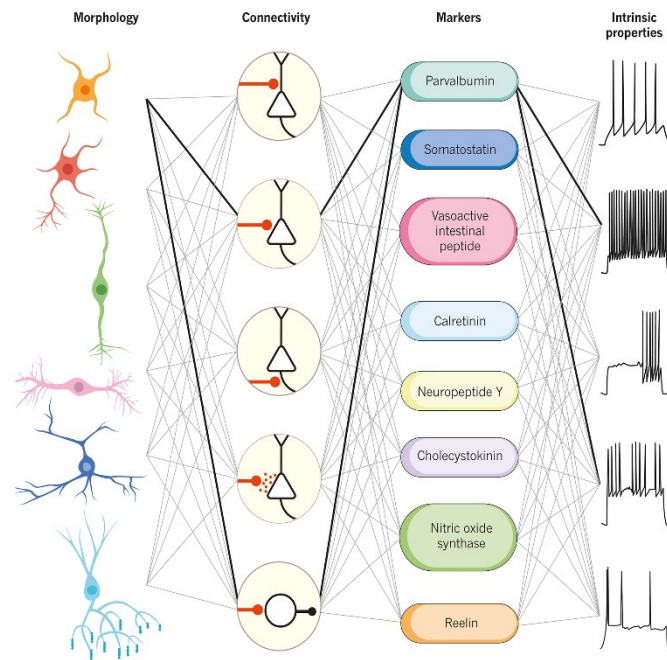 Morphology
Connectivity
Markers
Intrinsic
properties
Parvalbumin
Somatostatin
Vasoactive
intestinal
peptide
Calretinin
Neuropeptide Y
Cholecystokinin
Nitric oxide
synthase
Reelin